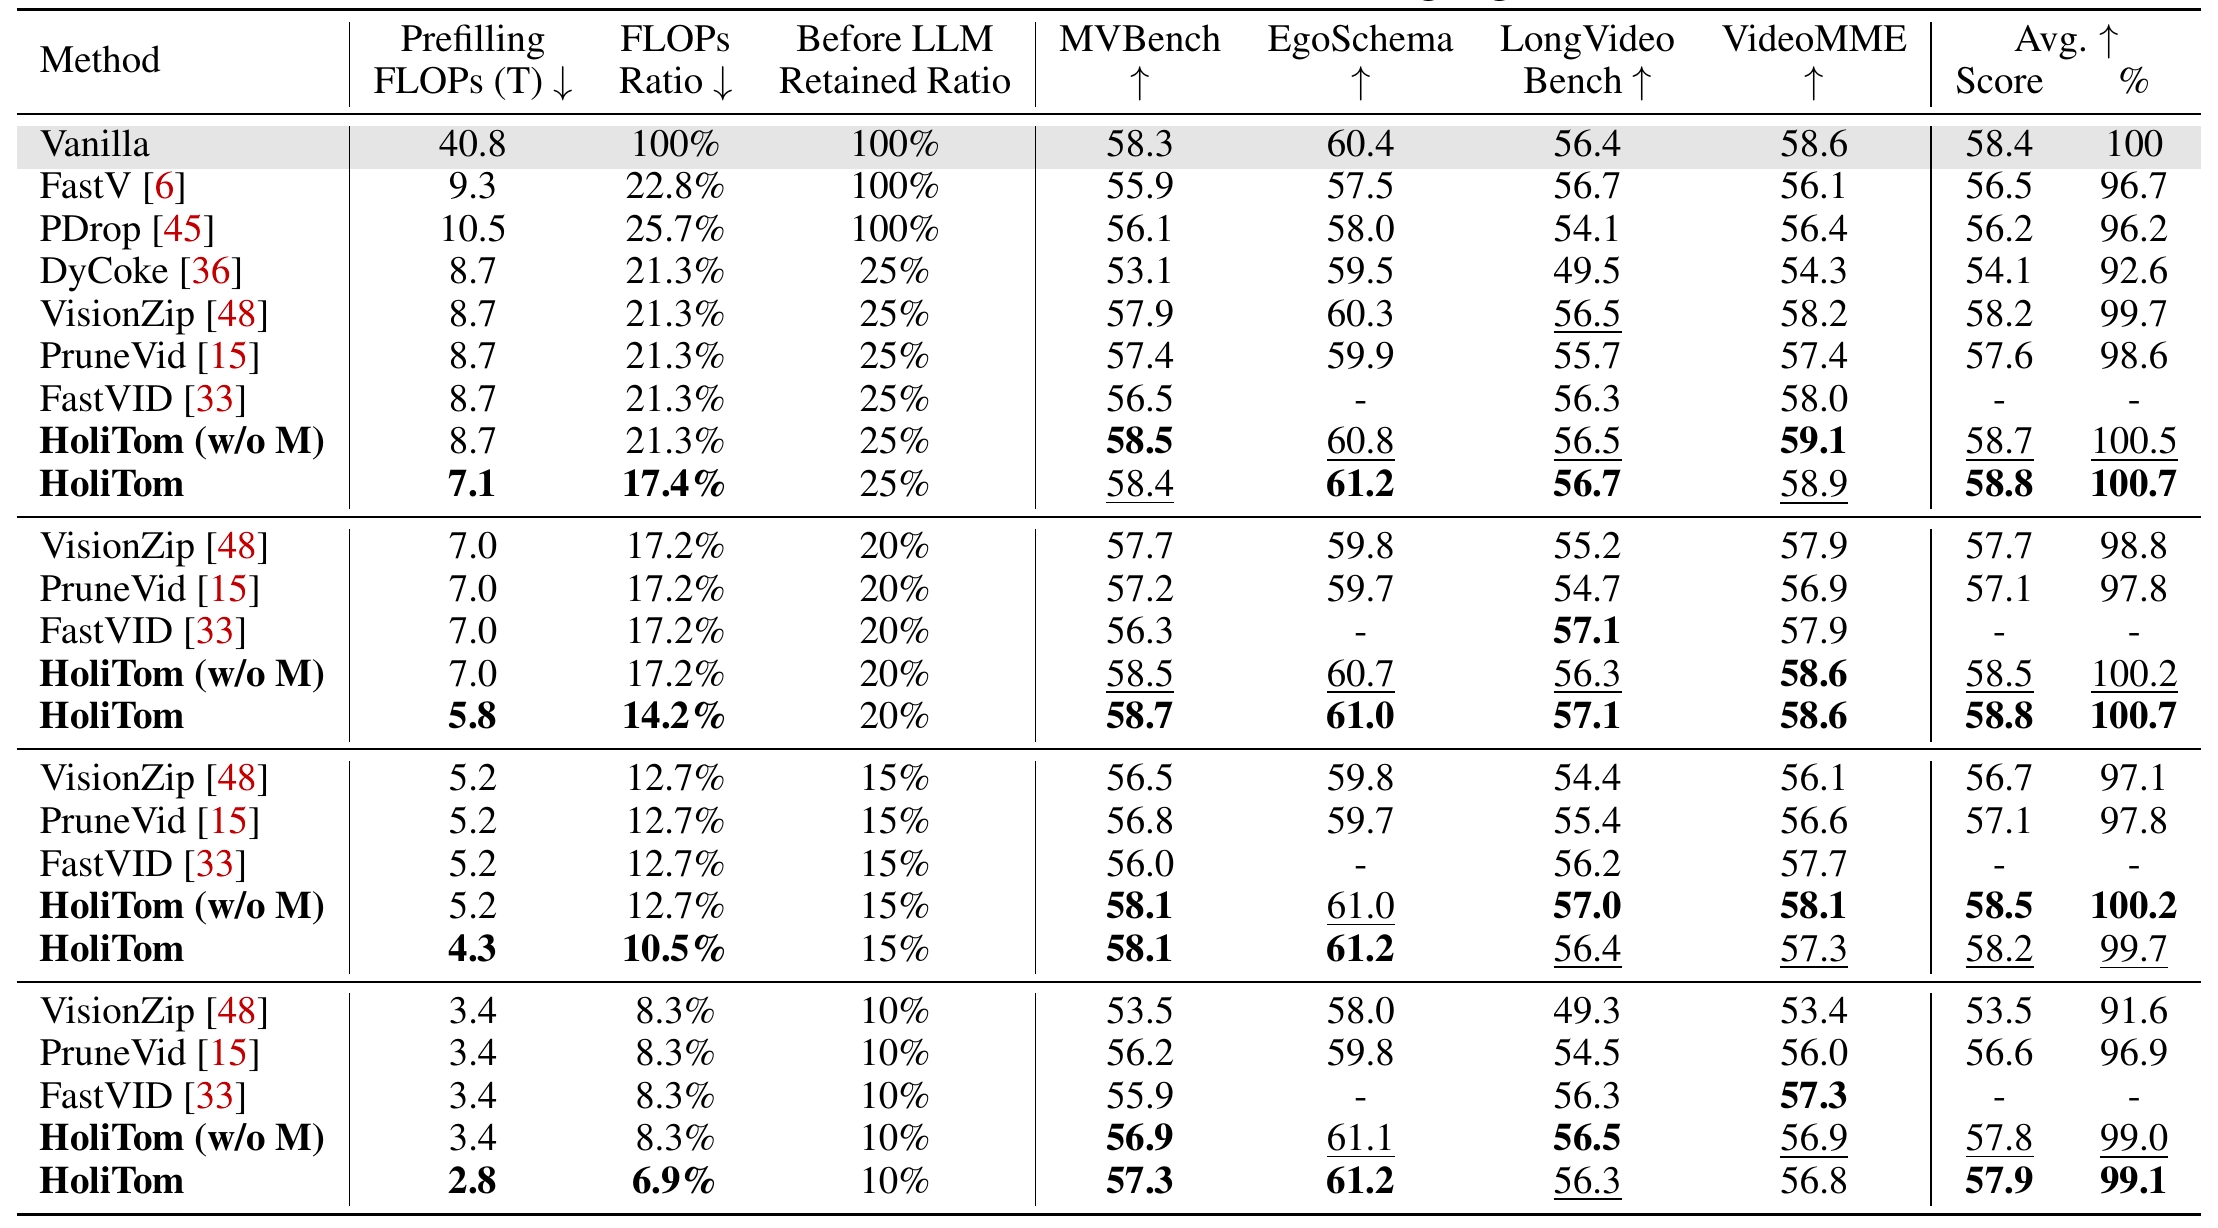 Method Prefilling FLOPs (T) ↓ FLOPs Ratio ↓ Before LLM Retained Ratio MVBench ↑ EgoSchema ↑ LongVideo Bench ↑ VideoMME ↑ Avg. ↑ Score %
Vanilla 40.8 100% 100% 58.3 60.4 56.4 58.6 58.4 100
FastV [6] 9.3 22.8% 100% 55.9 57.5 56.7 56.1 56.5 96.7
PDrop [45] 10.5 25.7% 100% 56.1 58.0 54.1 56.4 56.2 96.2
DyCoke [36] 8.7 21.3% 25% 53.1 59.5 49.5 54.3 54.1 92.6
VisionZip [48] 8.7 21.3% 25% 57.9 60.3 56.5 58.2 58.2 99.7
PruneVid [15] 8.7 21.3% 25% 57.4 59.9 55.7 57.4 57.6 98.6
FastVID [33] 8.7 21.3% 25% 56.5 - 56.3 58.0 - -
HoliTom (w/o M) 8.7 21.3% 25% 58.5 60.8 56.5 59.1 58.7 100.5
HoliTom 7.1 17.4% 25% 58.4 61.2 56.7 58.9 58.8 100.7
VisionZip [48] 7.0 17.2% 20% 57.7 59.8 55.2 57.9 57.7 98.8
PruneVid [15] 7.0 17.2% 20% 57.2 59.7 54.7 56.9 57.1 97.8
FastVID [33] 7.0 17.2% 20% 56.3 - 57.1 57.9 - -
HoliTom (w/o M) 7.0 17.2% 20% 58.5 60.7 56.3 58.6 58.5 100.2
HoliTom 5.8 14.2% 20% 58.7 61.0 57.1 58.6 58.8 100.7
VisionZip [48] 5.2 12.7% 15% 56.5 59.8 54.4 56.1 56.7 97.1
PruneVid [15] 5.2 12.7% 15% 56.8 59.7 55.4 56.6 57.1 97.8
FastVID [33] 5.2 12.7% 15% 56.0 - 56.2 57.7 - -
HoliTom (w/o M) 5.2 12.7% 15% 58.1 61.0 57.0 58.1 58.5 100.2
HoliTom 4.3 10.5% 15% 58.1 61.2 56.4 57.3 58.2 99.7
VisionZip [48] 3.4 8.3% 10% 53.5 58.0 49.3 53.4 53.5 91.6
PruneVid [15] 3.4 8.3% 10% 56.2 59.8 54.5 56.0 56.6 96.9
FastVID [33] 3.4 8.3% 10% 55.9 - 56.3 57.3 - -
HoliTom (w/o M) 3.4 8.3% 10% 56.9 61.1 56.5 56.9 57.8 99.0
HoliTom 2.8 6.9% 10% 57.3 61.2 56.3 56.8 57.9 99.1